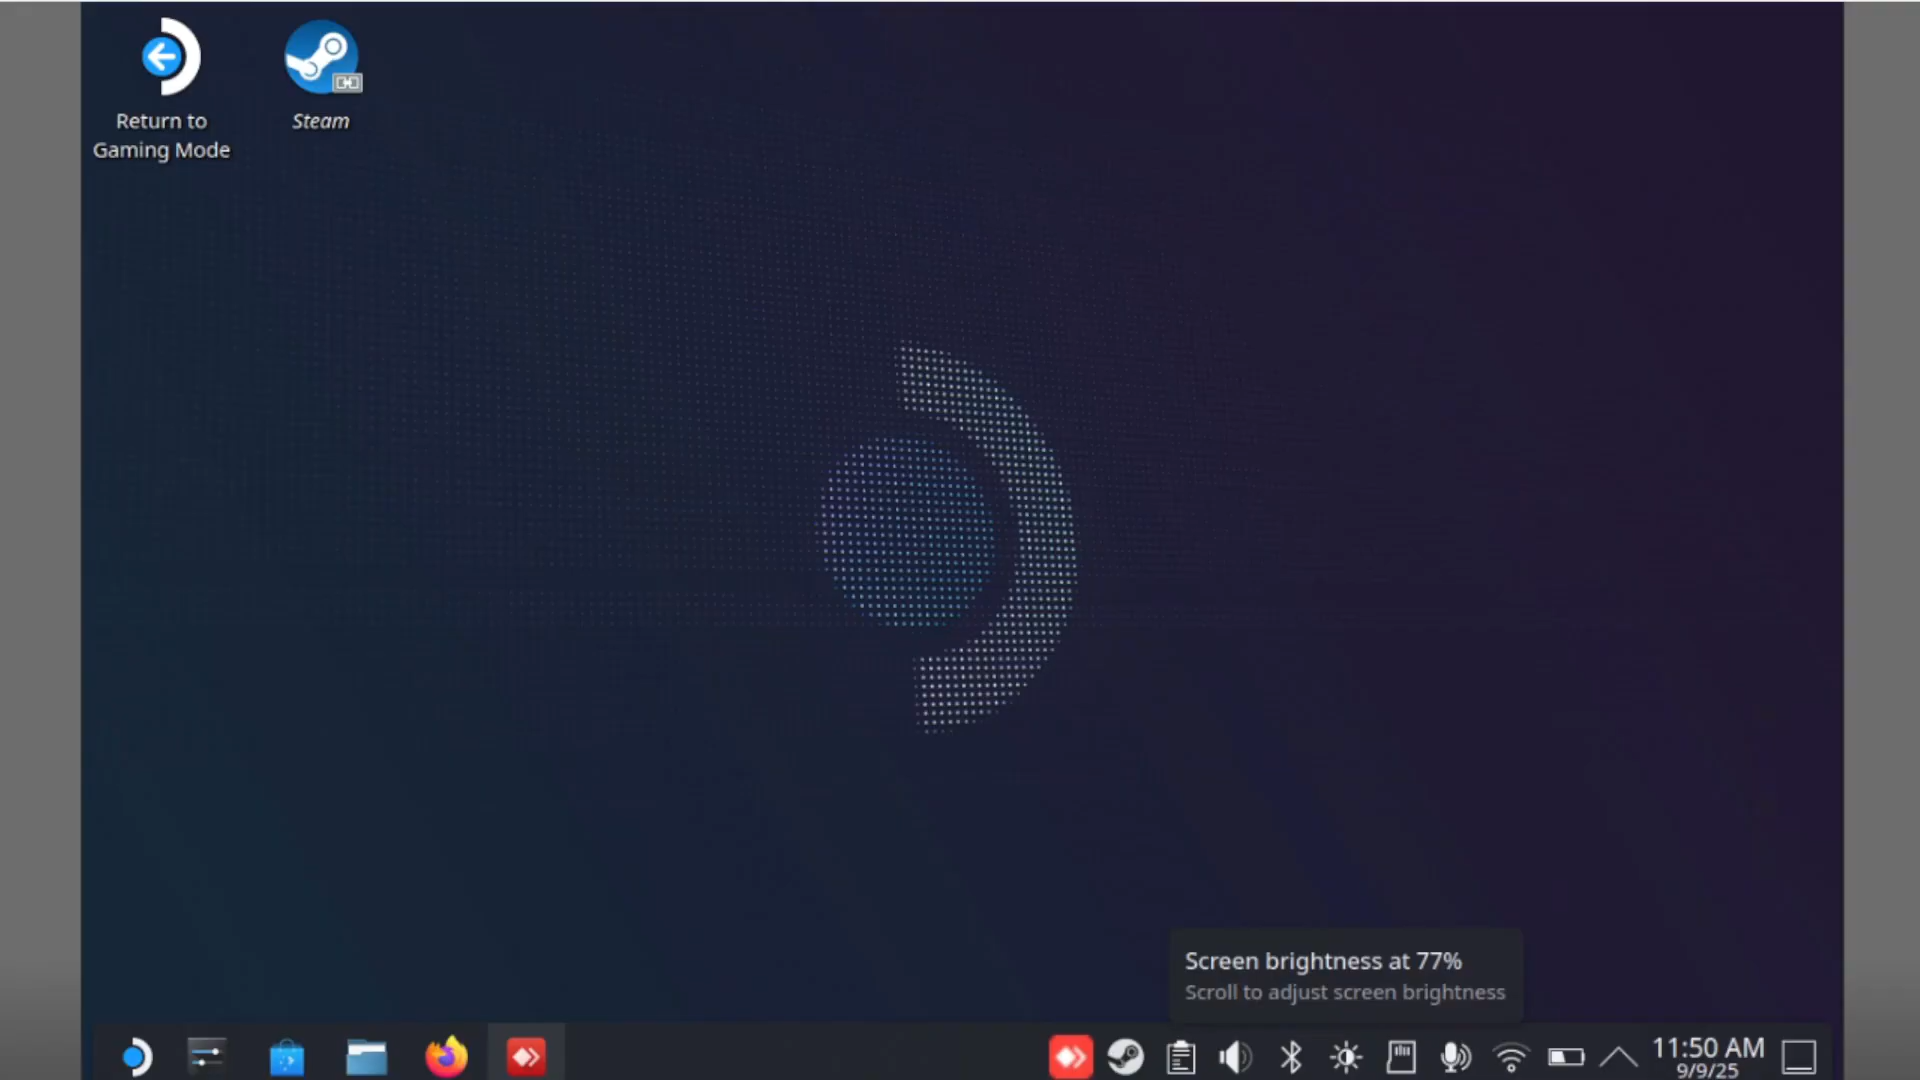 Return to
Gaming Mode
Steam
Screen brightness at 77%
Scroll to adjust screen brightness
11:50 AM
9/9/25